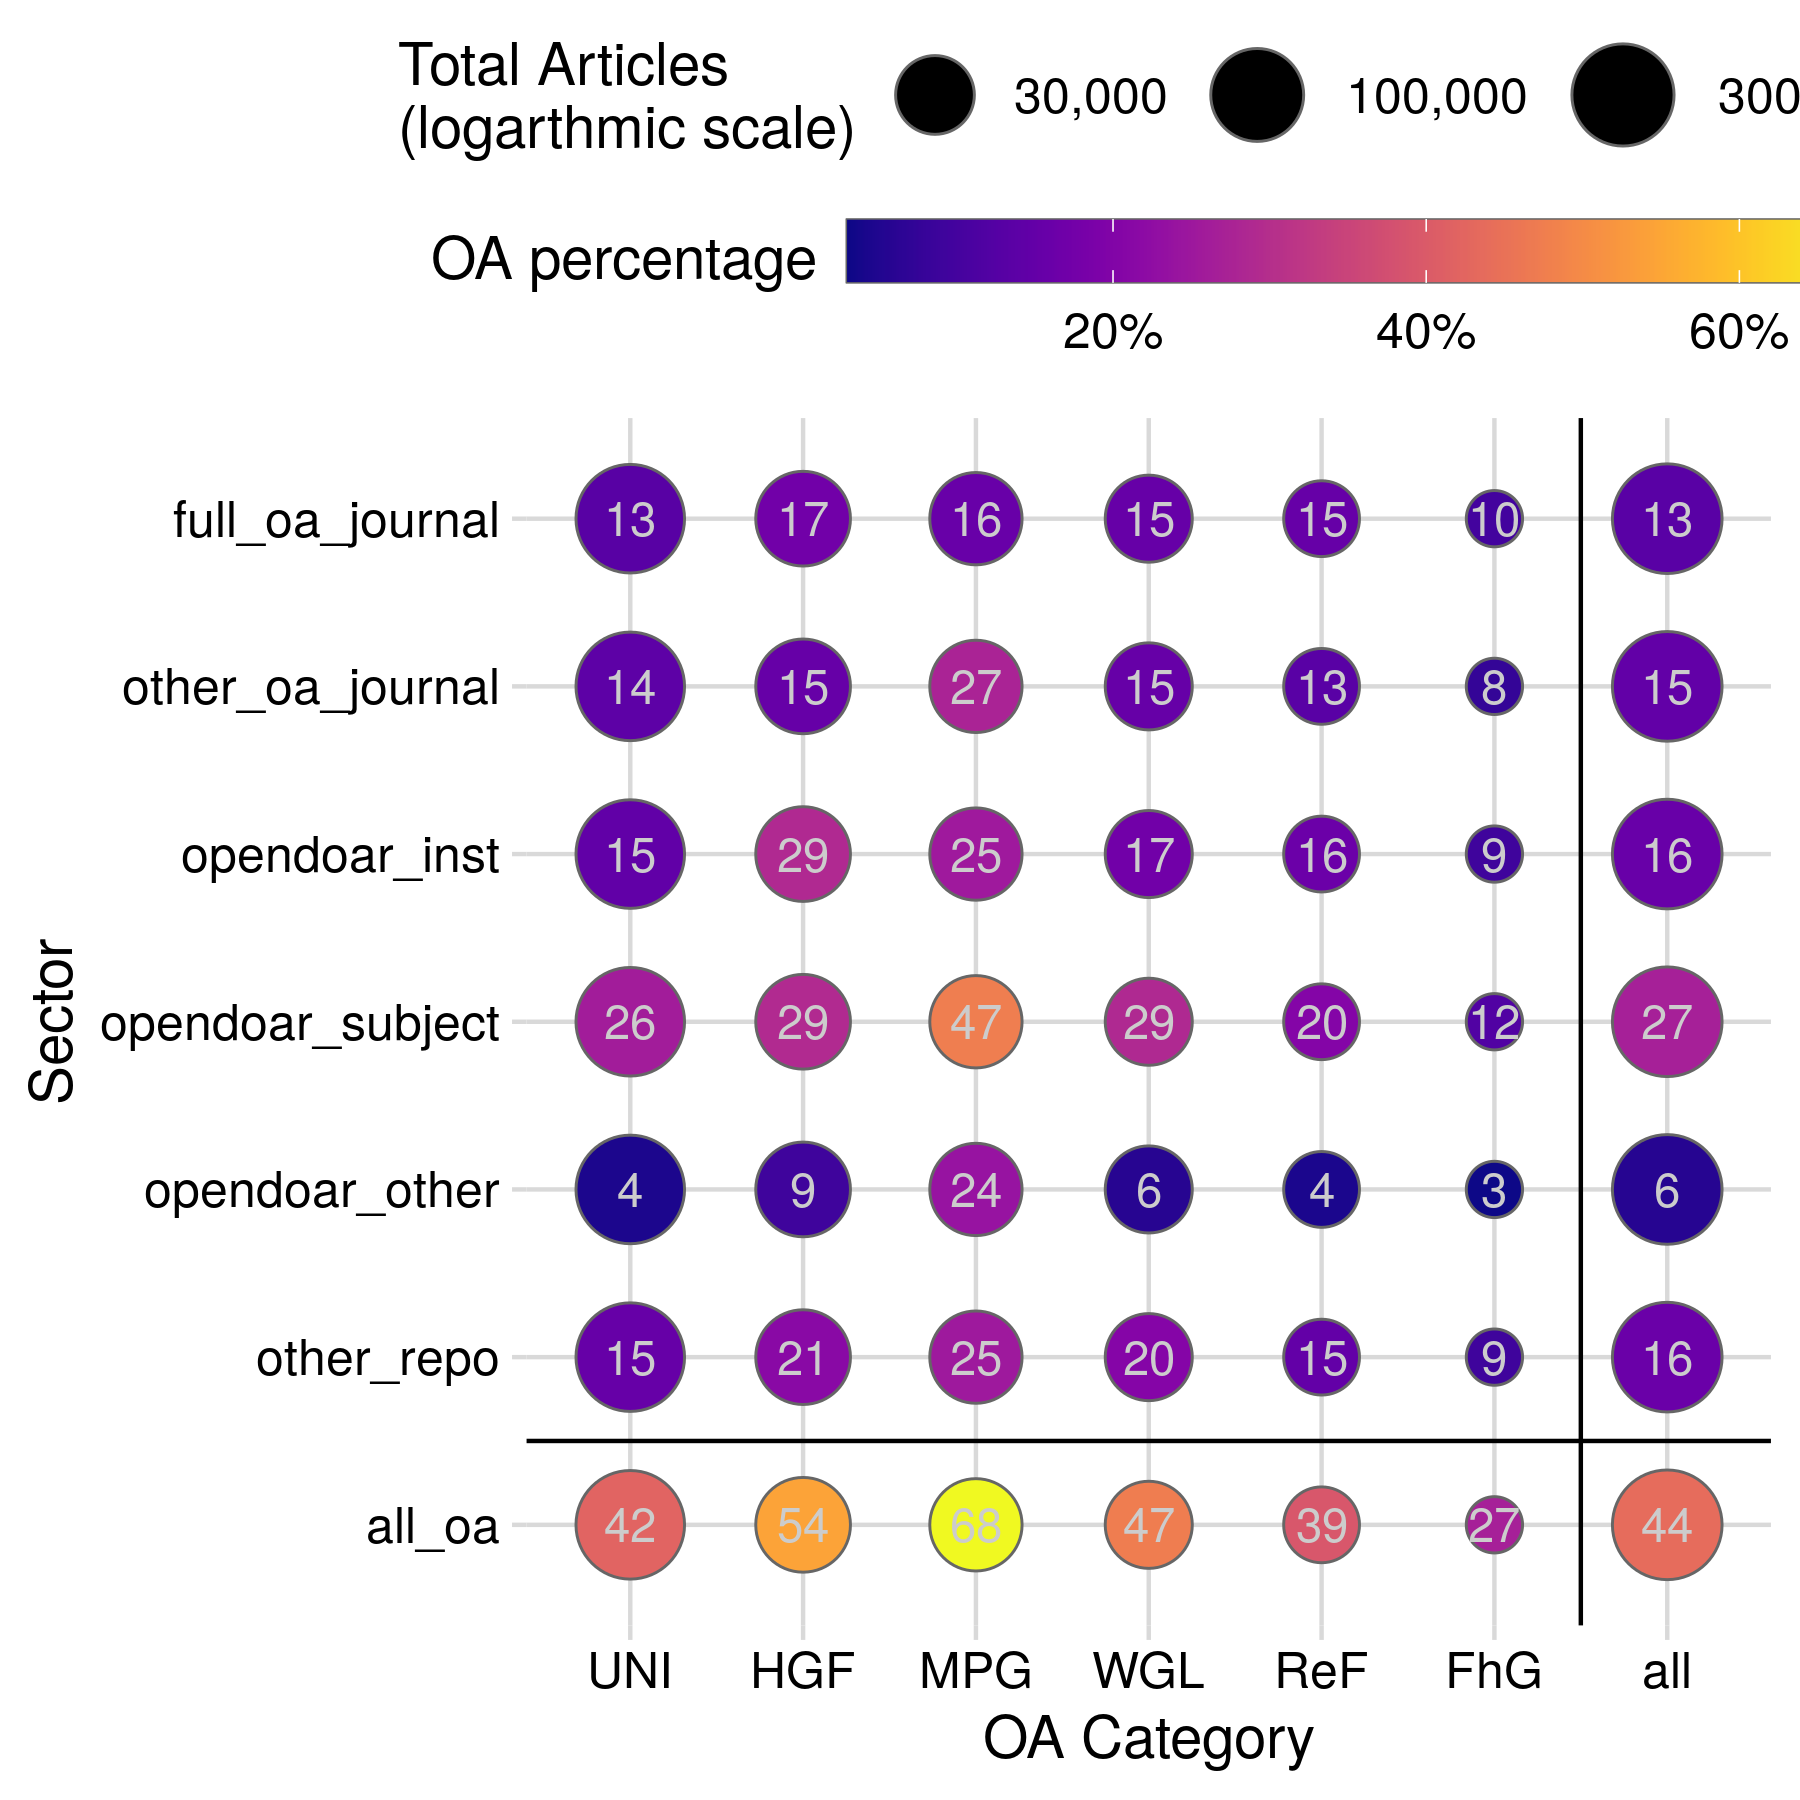 Total Articles
(logarthmic scale)
30,000 100,000 300
OA percentage
20% 40% 60%
full_oa_journal 13 17 16 15 15 10 13
other_oa_journal 14 15 27 15 13 8 15
opendoar_inst 15 29 25 17 16 9 16
Sector
opendoar_subject 26 29 47 29 20 12 27
opendoar_other 4 9 24 6 4 3 6
other_repo 15 21 25 20 15 9 16
all_oa 42 54 68 47 39 27 44
UNI HGF MPG WGL ReF FhG all
OA Category